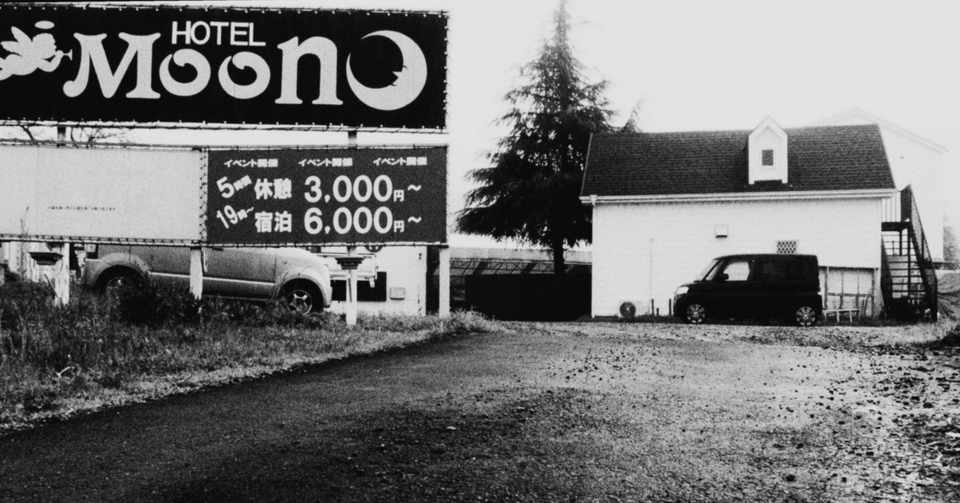 HOTEL
Moon
イベント開催 イベント開催 イベント開催
5時間 休憩 3,000円~
19時~ 宿泊 6,000円~